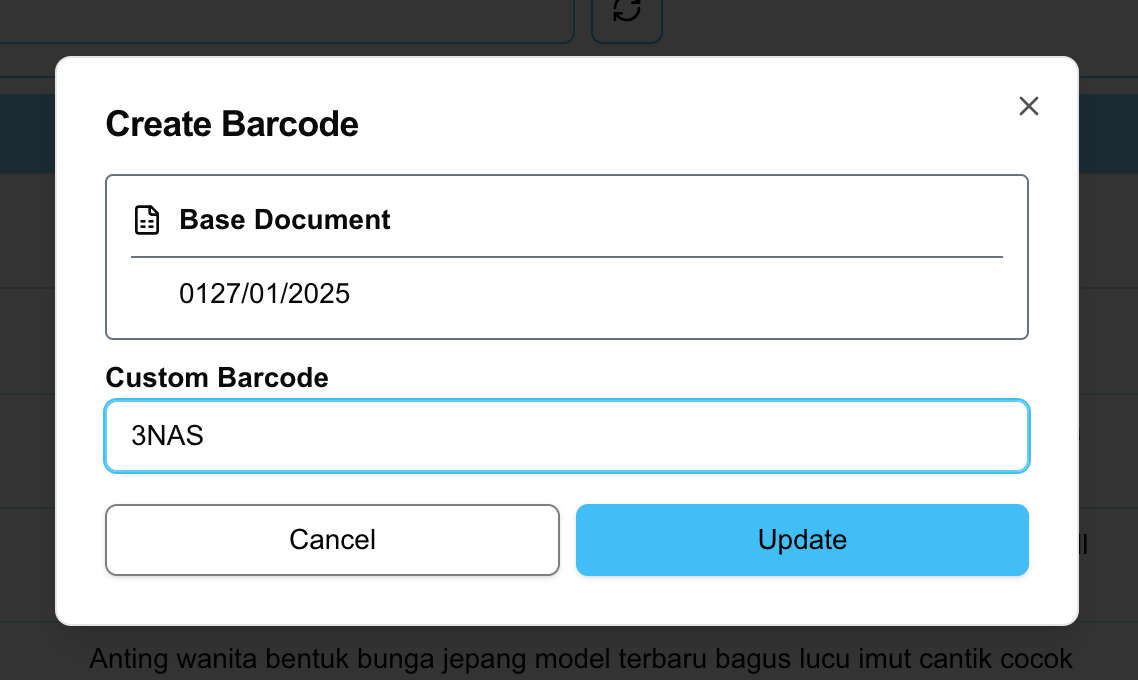 Create Barcode
Base Document
0127/01/2025
Custom Barcode
3NAS
Cancel
Update
Anting wanita bentuk bunga jepang model terbaru bagus lucu imut cantik cocok